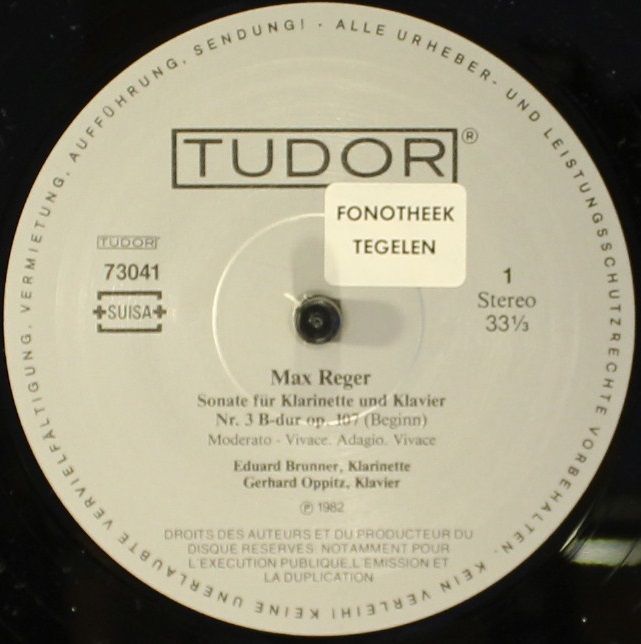 ALLE URHEBER- UND LEISTUNGSSCHUTZRECHTE VORBEHALTEN. KEIN VERLEIH! KEINE UNERLAUBTE VERVIELFÄLTIGUNG, VERMIETUNG, AUFFÜHRUNG, SENDUNG! ·
TUDOR®
FONOTHEEK
TEGELEN
TUDOR
73041
SUISA
1
Stereo
33⅓
Max Reger
Sonate für Klarinette und Klavier
Nr. 3 B-dur op. 107 (Beginn)
Moderato - Vivace. Adagio. Vivace
Eduard Brunner, Klarinette
Gerhard Oppitz, Klavier
℗ 1982
DROITS DES AUTEURS ET DU PRODUCTEUR DU
DISQUE RESERVES. NOTAMMENT POUR
L'EXECUTION PUBLIQUE, L'EMISSION ET
LA DUPLICATION